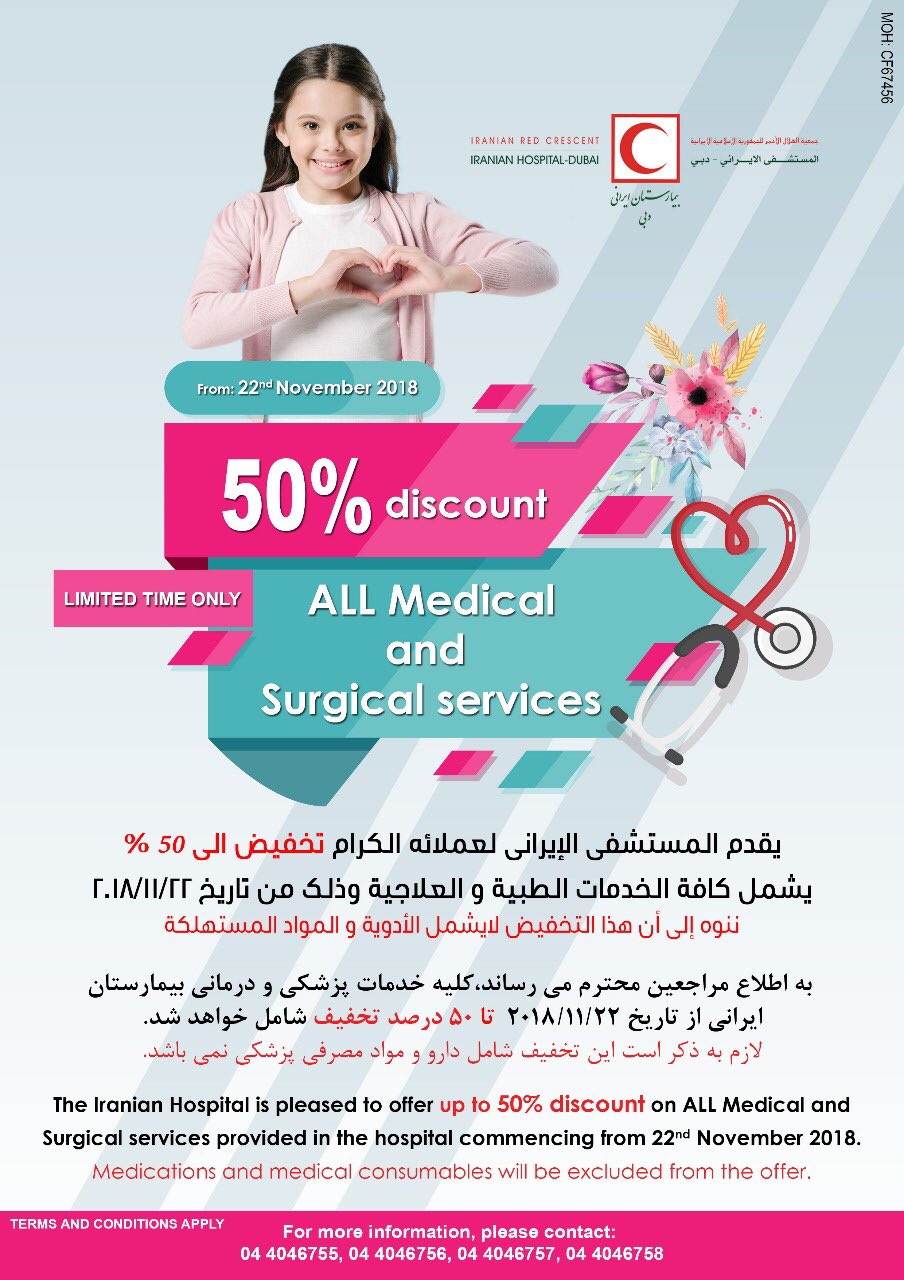 MOH: CF67456
IRANIAN RED CRESCENT
IRANIAN HOSPITAL-DUBAI
جمعية الهلال الأحمر للجمهورية الإسلامية الإيرانية
المستشفى الايراني - دبي
بیمارستان ایرانی
دبی
From: 22nd November 2018
50% discount
LIMITED TIME ONLY
ALL Medical
and
Surgical services
يقدم المستشفى الإيرانى لعملائه الكرام تخفيض الى 50 %
يشمل كافة الخدمات الطبية و العلاجية وذلك من تاريخ ٢٠١٨/١١/٢٢
ننوه إلى أن هذا التخفيض لايشمل الأدوية و المواد المستهلكة
به اطلاع مراجعین محترم می رساند،کلیه خدمات پزشکی و درمانی بیمارستان
ایرانی از تاریخ ۲۰۱۸/۱۱/۲۲ تا ۵۰ درصد تخفیف شامل خواهد شد.
لازم به ذکر است این تخفیف شامل دارو و مواد مصرفی پزشکی نمی باشد.
The Iranian Hospital is pleased to offer up to 50% discount on ALL Medical and
Surgical services provided in the hospital commencing from 22nd November 2018.
Medications and medical consumables will be excluded from the offer.
TERMS AND CONDITIONS APPLY
For more information, please contact:
04 4046755, 04 4046756, 04 4046757, 04 4046758